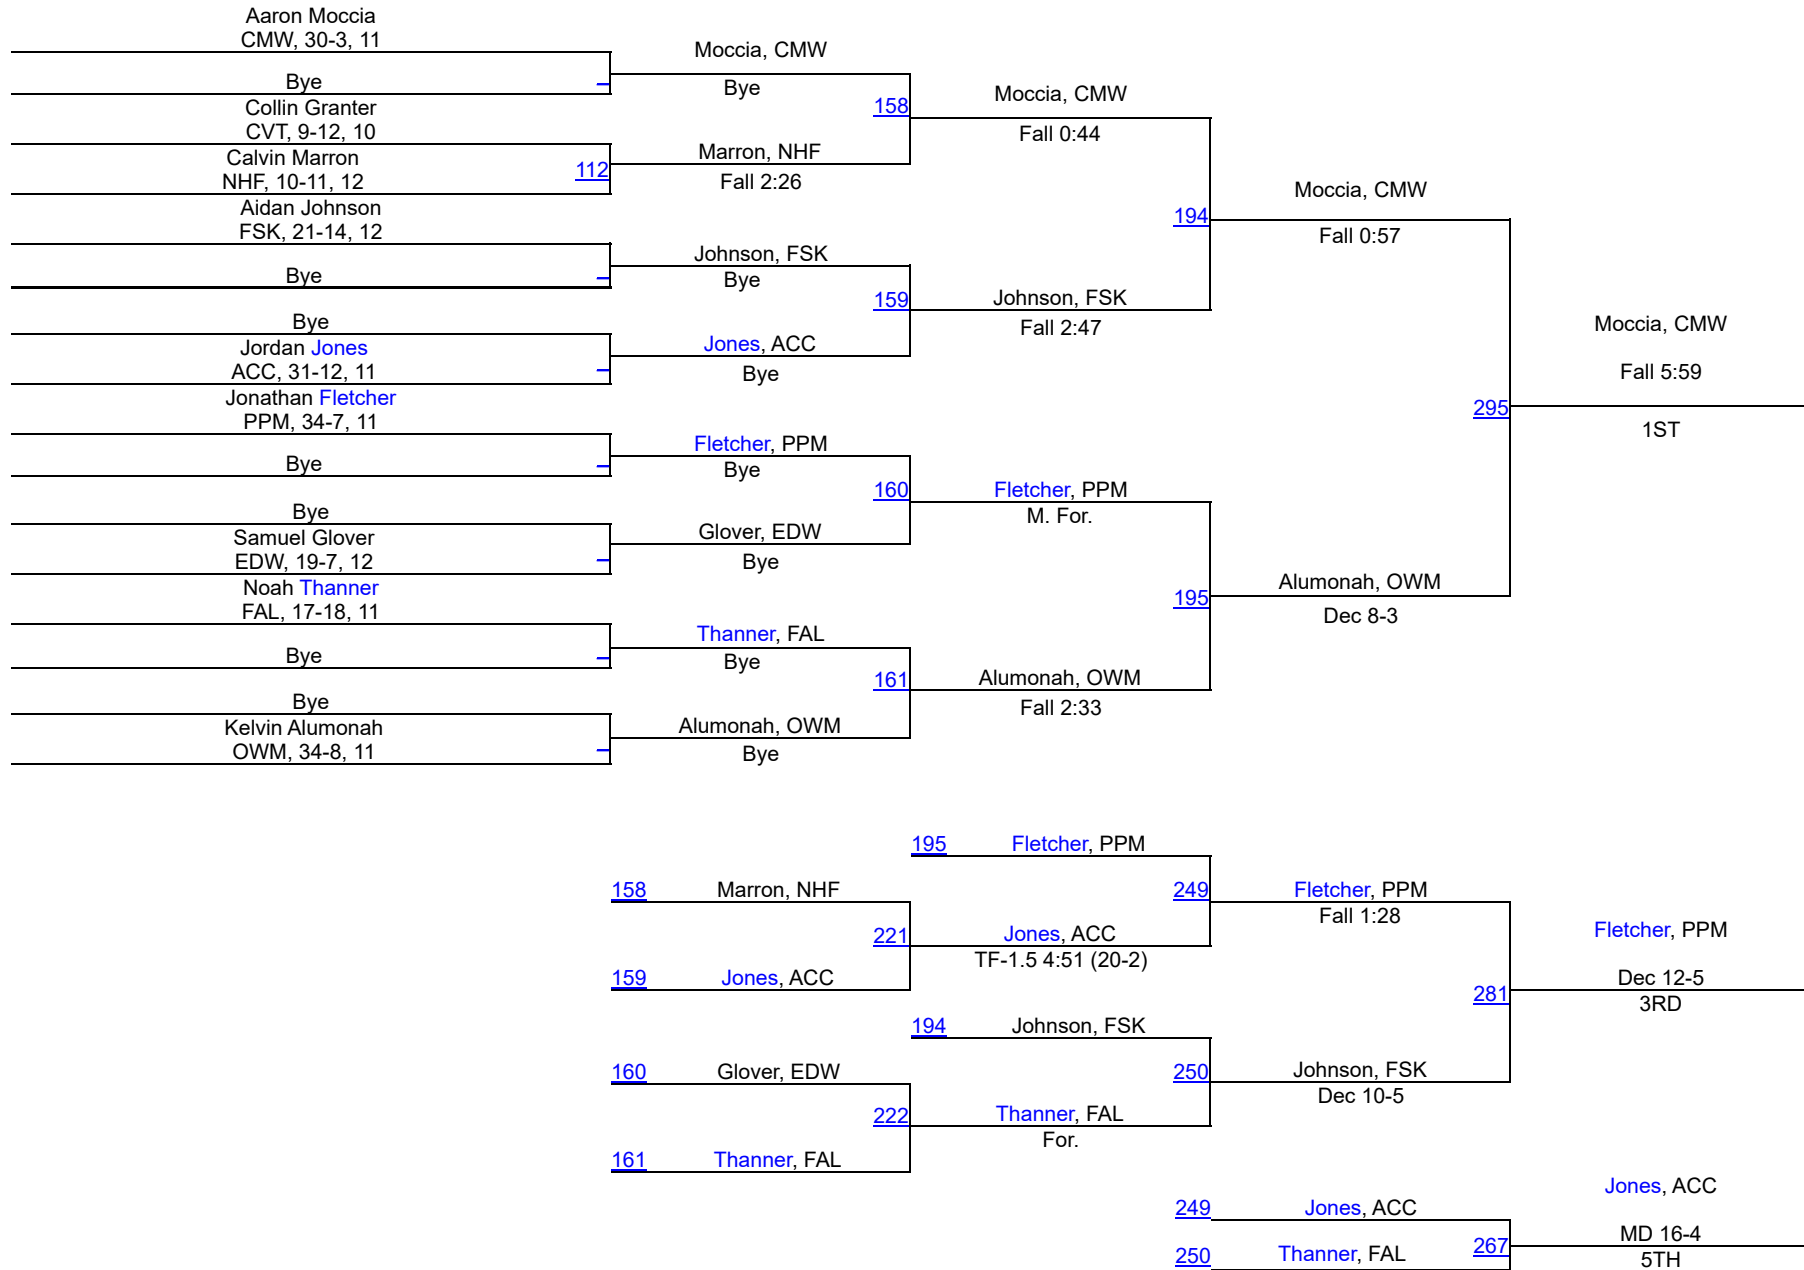 Aaron Moccia
CMW, 30-3, 11
Bye
Collin Granter
CVT, 9-12, 10
Calvin Marron
NHF, 10-11, 12
112
Aidan Johnson
FSK, 21-14, 12
Bye
Bye
Jordan Jones
ACC, 31-12, 11
Jonathan Fletcher
PPM, 34-7, 11
Bye
Bye
Samuel Glover
EDW, 19-7, 12
Noah Thanner
FAL, 17-18, 11
Bye
Bye
Kelvin Alumonah
OWM, 34-8, 11
Moccia, CMW
Bye
158
Marron, NHF
Fall 2:26
Johnson, FSK
Bye
159
Jones, ACC
Bye
Fletcher, PPM
Bye
160
Glover, EDW
Bye
Thanner, FAL
Bye
161
Alumonah, OWM
Bye
Moccia, CMW
Fall 0:44
194
Johnson, FSK
Fall 2:47
Fletcher, PPM
M. For.
195
Alumonah, OWM
Fall 2:33
Moccia, CMW
Fall 0:57
295
Alumonah, OWM
Dec 8-3
Moccia, CMW
Fall 5:59
1ST
195 Fletcher, PPM
158 Marron, NHF
249
Fletcher, PPM
Fall 1:28
221
Jones, ACC
TF-1.5 4:51 (20-2)
159 Jones, ACC
281
Fletcher, PPM
Dec 12-5
3RD
194 Johnson, FSK
160 Glover, EDW
250
Johnson, FSK
Dec 10-5
222
Thanner, FAL
For.
161 Thanner, FAL
249 Jones, ACC
250 Thanner, FAL
267
Jones, ACC
MD 16-4
5TH